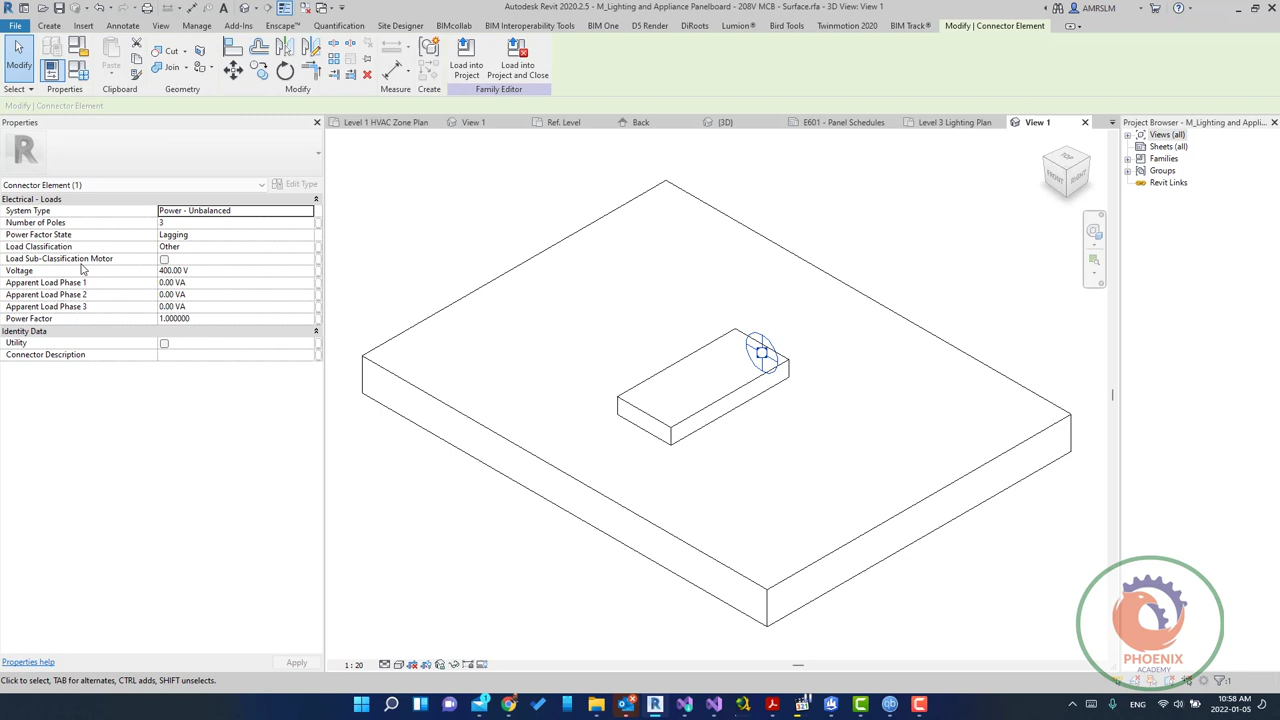 Autodesk Revit 2020.2.5 - M_Lighting and Appliance Panelboard - 208V MCB - Surface.rfa - 3D View: View 1
AMRSLM
File Create Insert Annotate View Manage Add-Ins Enscape™ Quantification Site Designer BIMcollab BIM Interoperability Tools BIM One D5 Render DiRoots Lumion® Bird Tools Twinmotion 2020 BIM Track® Modify | Connector Element
Modify
Paste
Cut
Join
Load into Project
Load into Project and Close
Select Properties Clipboard Geometry Modify Measure Create Family Editor
Modify | Connector Element
Properties
Level 1 HVAC Zone Plan View 1 Ref. Level Back {3D} E601 - Panel Schedules Level 3 Lighting Plan View 1
Project Browser - M_Lighting and Appl...
Views (all)
Sheets (all)
Families
Groups
Revit Links
R
Connector Element (1) Edit Type
Electrical - Loads
System Type Power - Unbalanced
Number of Poles 3
Power Factor State Lagging
Load Classification Other
Load Sub-Classification Motor
Voltage 400.00 V
Apparent Load Phase 1 0.00 VA
Apparent Load Phase 2 0.00 VA
Apparent Load Phase 3 0.00 VA
Power Factor 1.000000
Identity Data
Utility
Connector Description
TOP
FRONT
RIGHT
PHOENIX
ACADEMY
Properties help Apply
1 : 20
Click to select, TAB for alternates, CTRL adds, SHIFT unselects.
:1
ENG
10:58 AM
2022-01-05